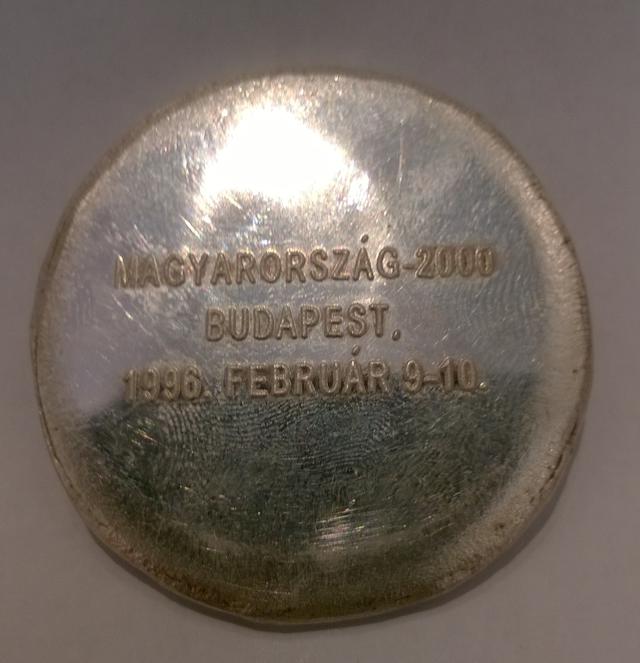 MAGYARORSZÁG-2000
BUDAPEST,
1996. FEBRUÁR 9-10.